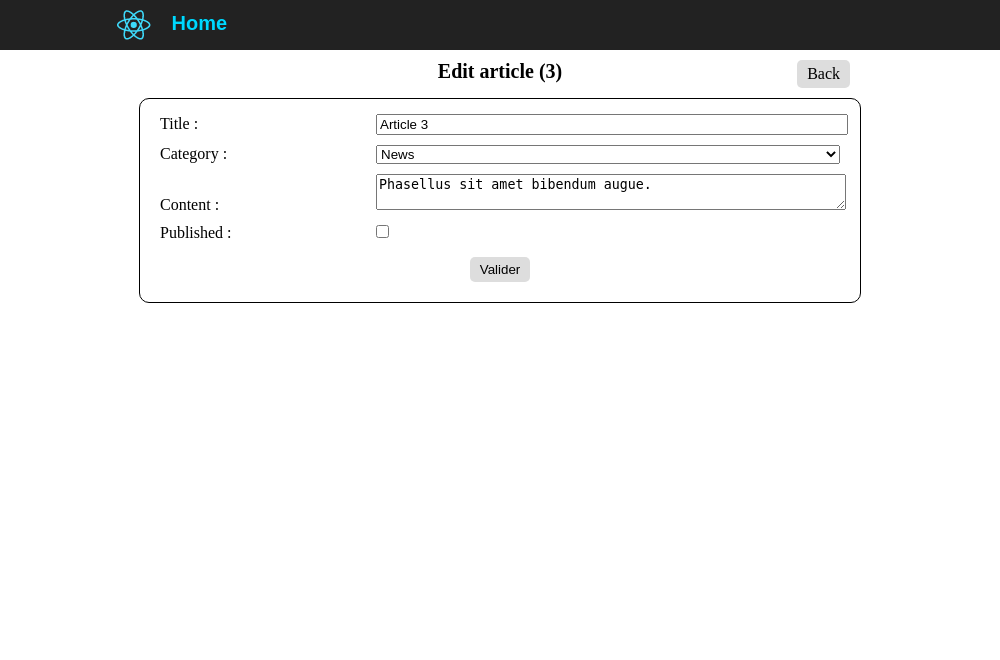 Home
Edit article (3)
Back
Title :
Article 3
Category :
News
Content :
Phasellus sit amet bibendum augue.
Published :
Valider